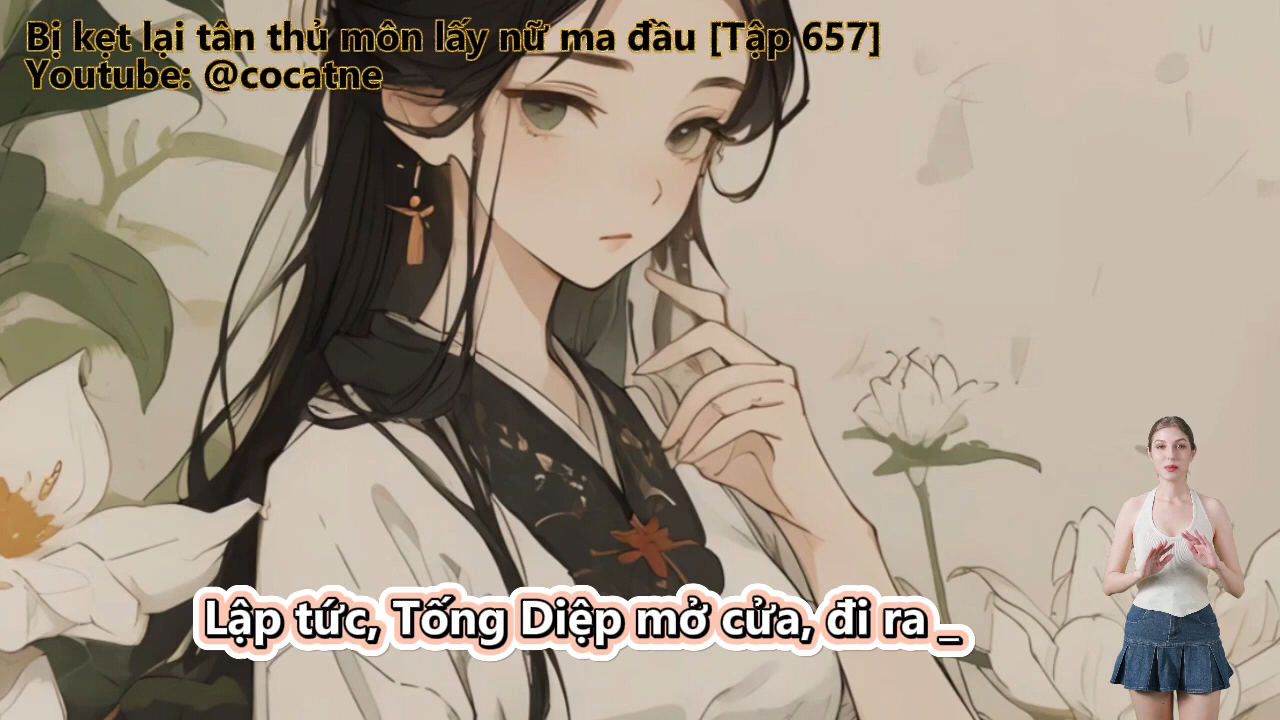 Bị kẹt lại tân thủ môn lấy nữ ma đầu [Tập 657]
Youtube: @cocatne
Lập tức, Tống Diệp mở cửa, đi ra _